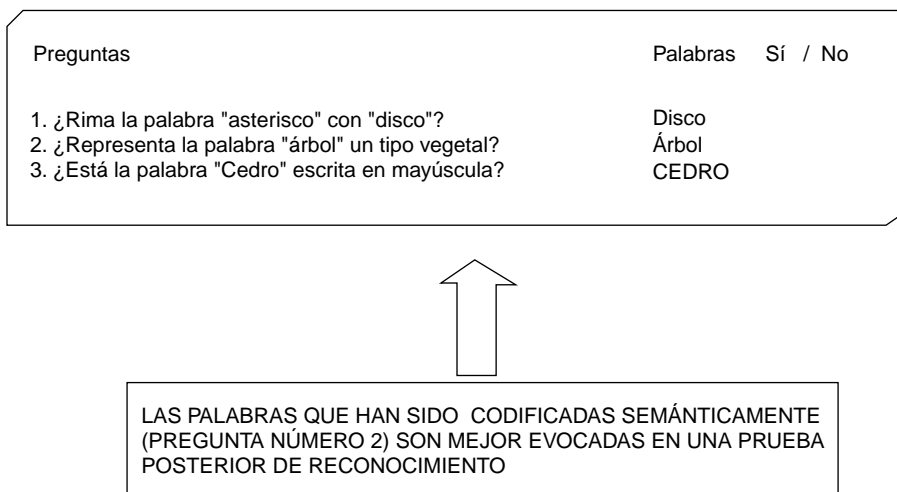 Preguntas Palabras Sí / No
1. ¿Rima la palabra "asterisco" con "disco"? Disco
2. ¿Representa la palabra "árbol" un tipo vegetal? Árbol
3. ¿Está la palabra "Cedro" escrita en mayúscula? CEDRO
LAS PALABRAS QUE HAN SIDO CODIFICADAS SEMÁNTICAMENTE
(PREGUNTA NÚMERO 2) SON MEJOR EVOCADAS EN UNA PRUEBA
POSTERIOR DE RECONOCIMIENTO